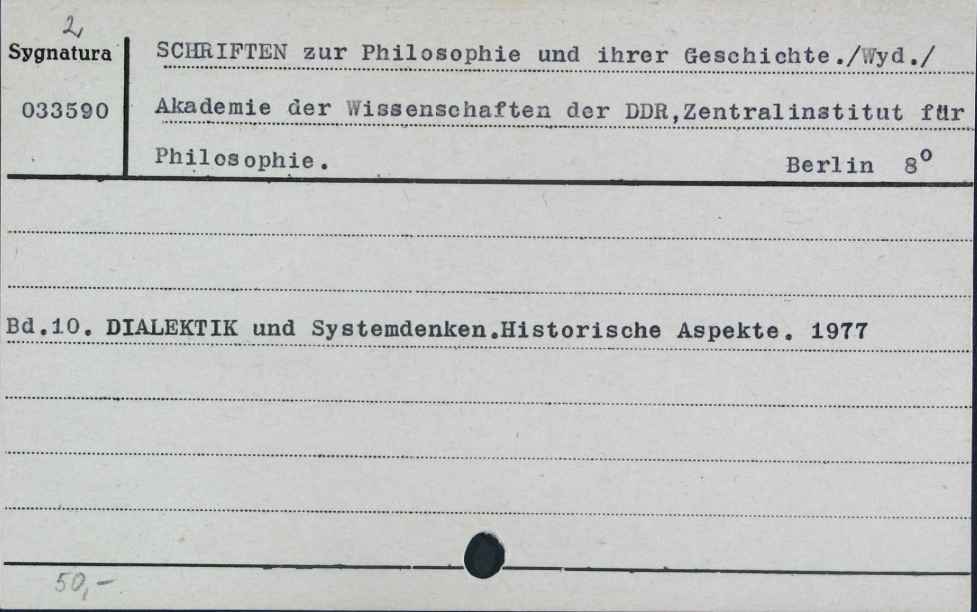 2,
Sygnatura
033590
SCHRIFTEN zur Philosophie und ihrer Geschichte./Wyd./
Akademie der Wissenschaften der DDR,Zentralinstitut für
Philosophie. Berlin 8º
Bd.10. DIALEKTIK und Systemdenken.Historische Aspekte. 1977
50,-